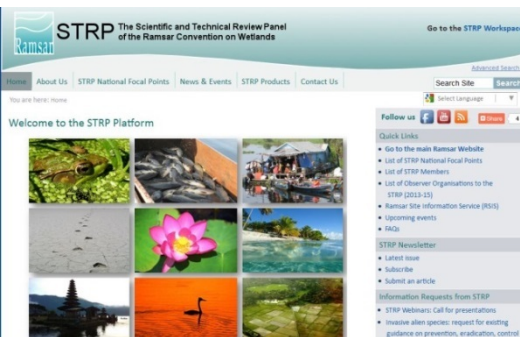 Ramsar
STRP The Scientific and Technical Review Panel
of the Ramsar Convention on Wetlands
Go to the STRP Workspace
Advanced Search
Home
About Us
STRP National Focal Points
News & Events
STRP Products
Contact Us
Search Site
Search
You are here: Home
Select Language
Welcome to the STRP Platform
Follow us
Share
4
Quick Links
Go to the main Ramsar Website
List of STRP National Focal Points
List of STRP Members
List of Observer Organisations to the
STRP (2013-15)
Ramsar Site Information Service (RSIS)
Upcoming events
FAQs
STRP Newsletter
Latest issue
Subscribe
Submit an article
Information Requests from STRP
STRP Webinars: Call for presentations
Invasive alien species: request for existing
guidance on prevention, eradication, control